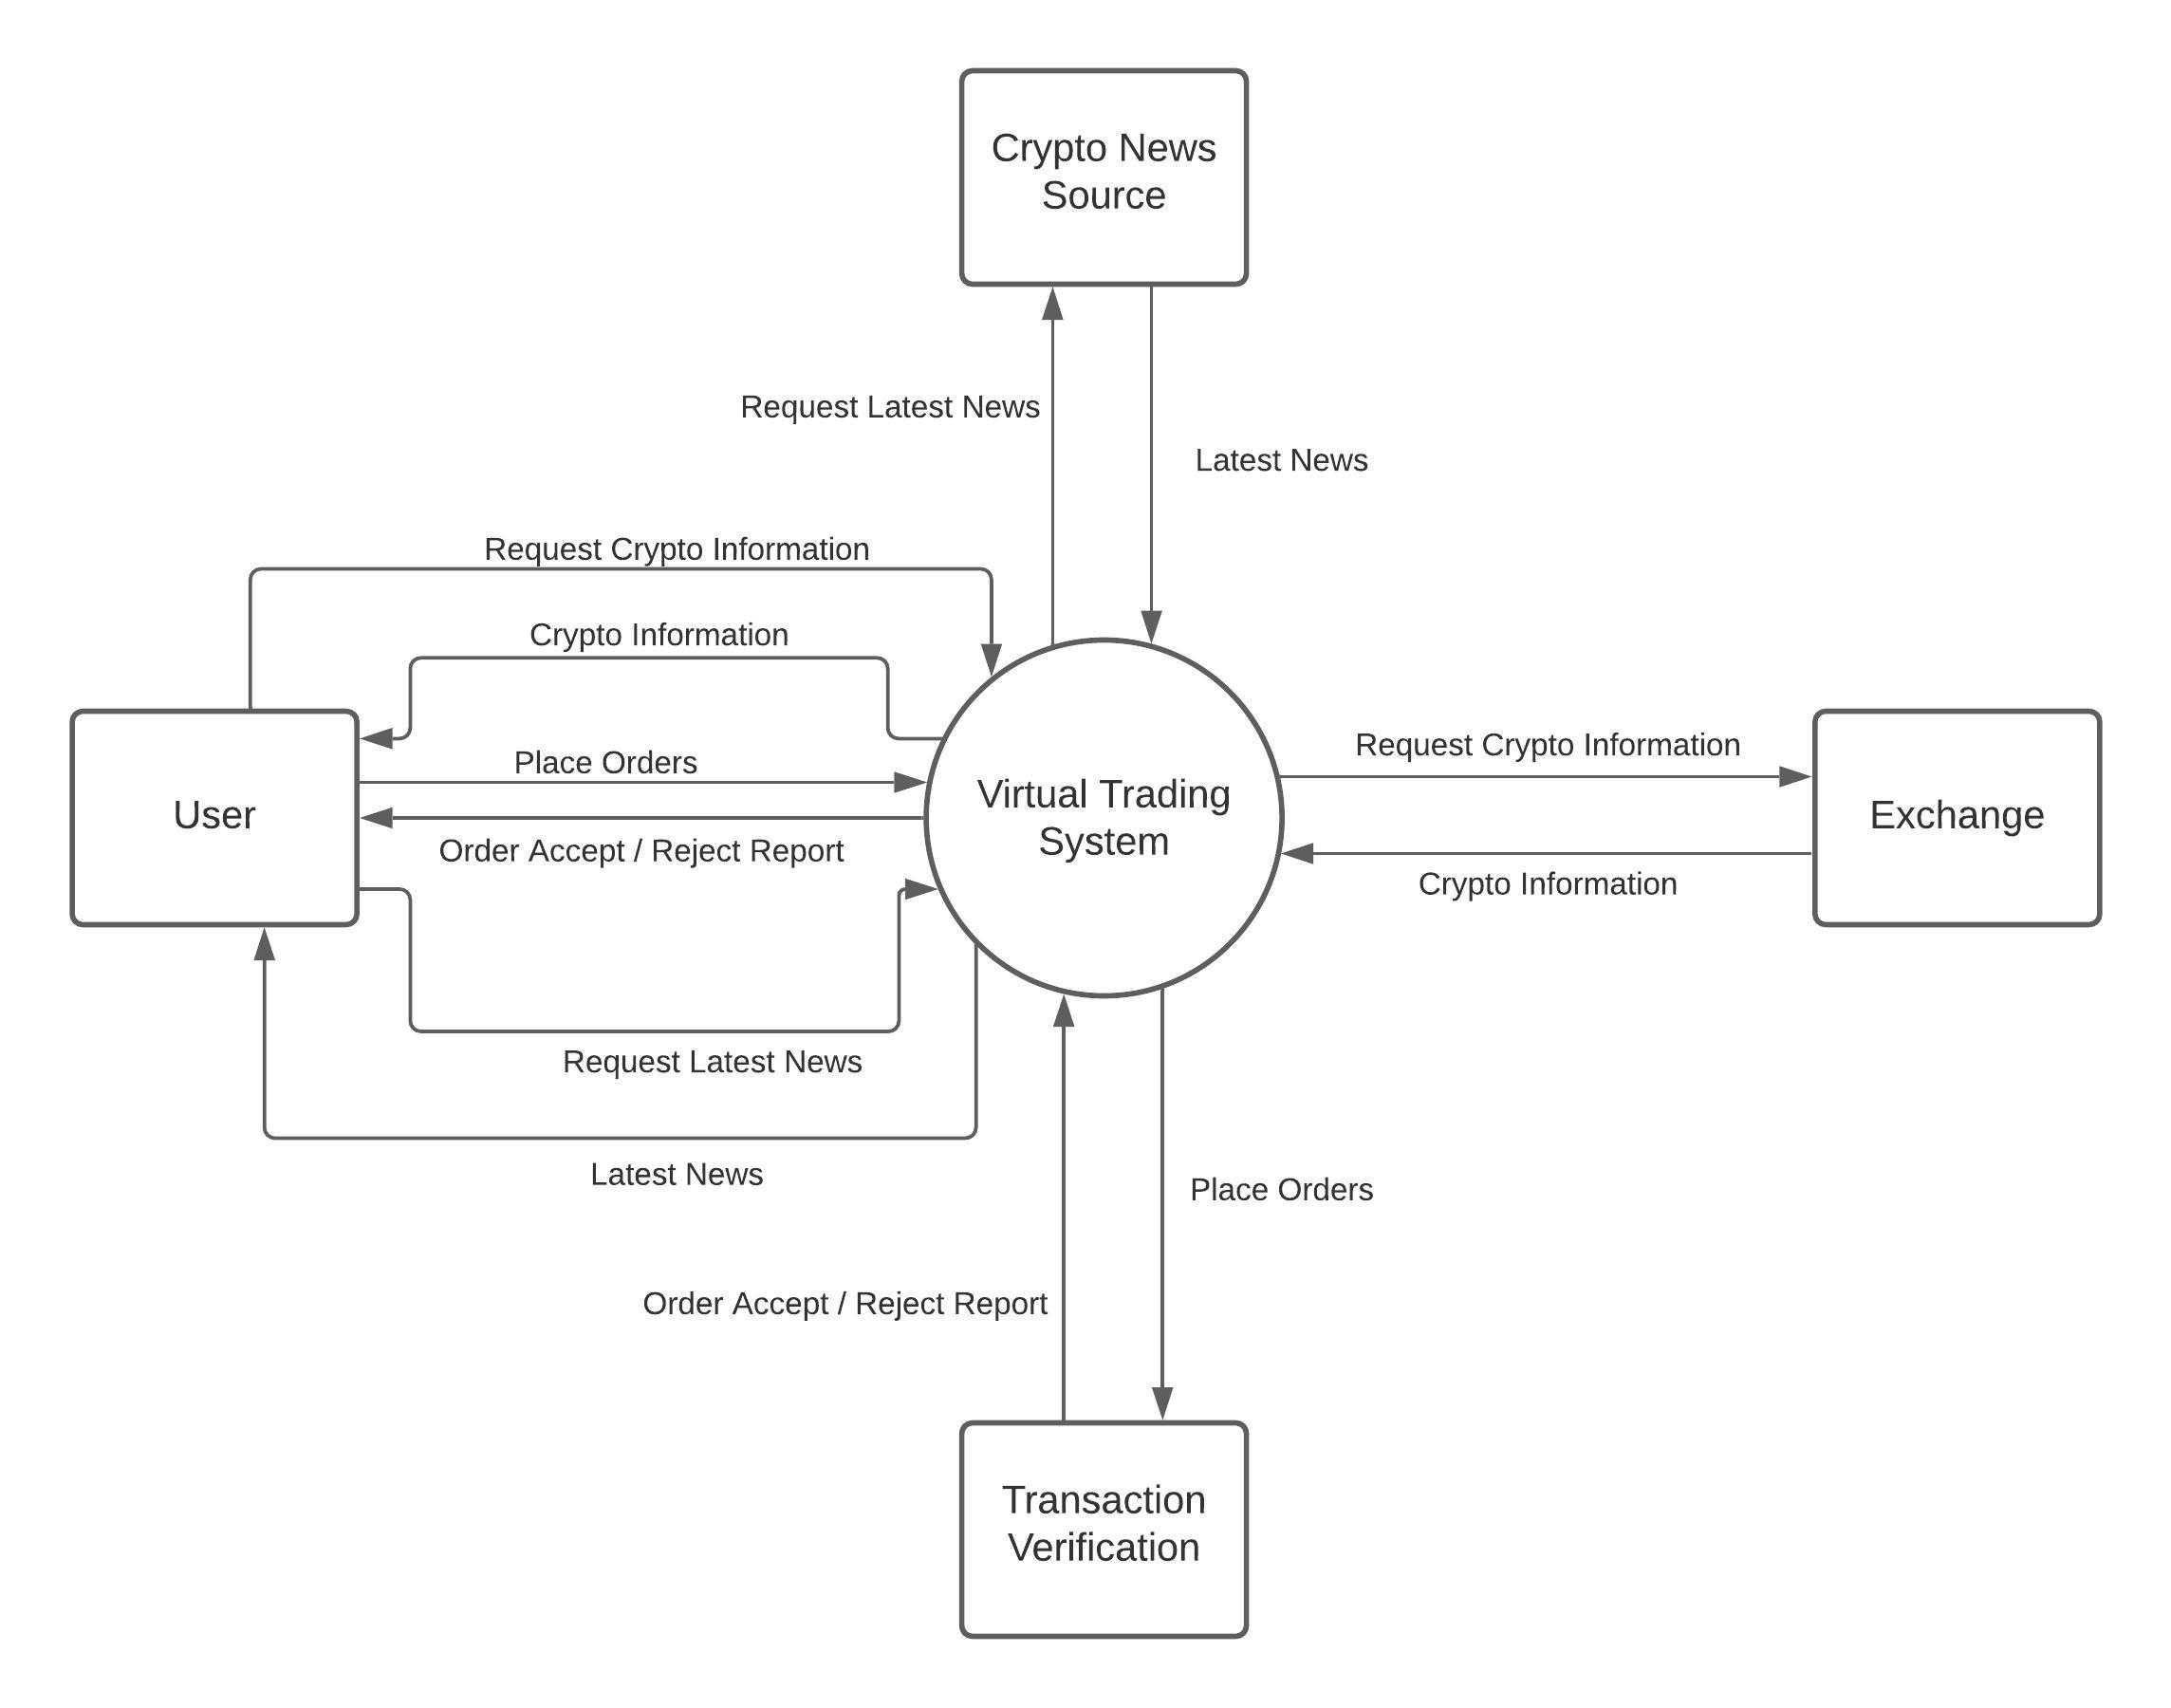 Crypto News
Source
Request Latest News
Latest News
Request Crypto Information
Crypto Information
Place Orders
User
Order Accept / Reject Report
Virtual Trading
System
Request Crypto Information
Exchange
Crypto Information
Request Latest News
Latest News
Place Orders
Order Accept / Reject Report
Transaction
Verification